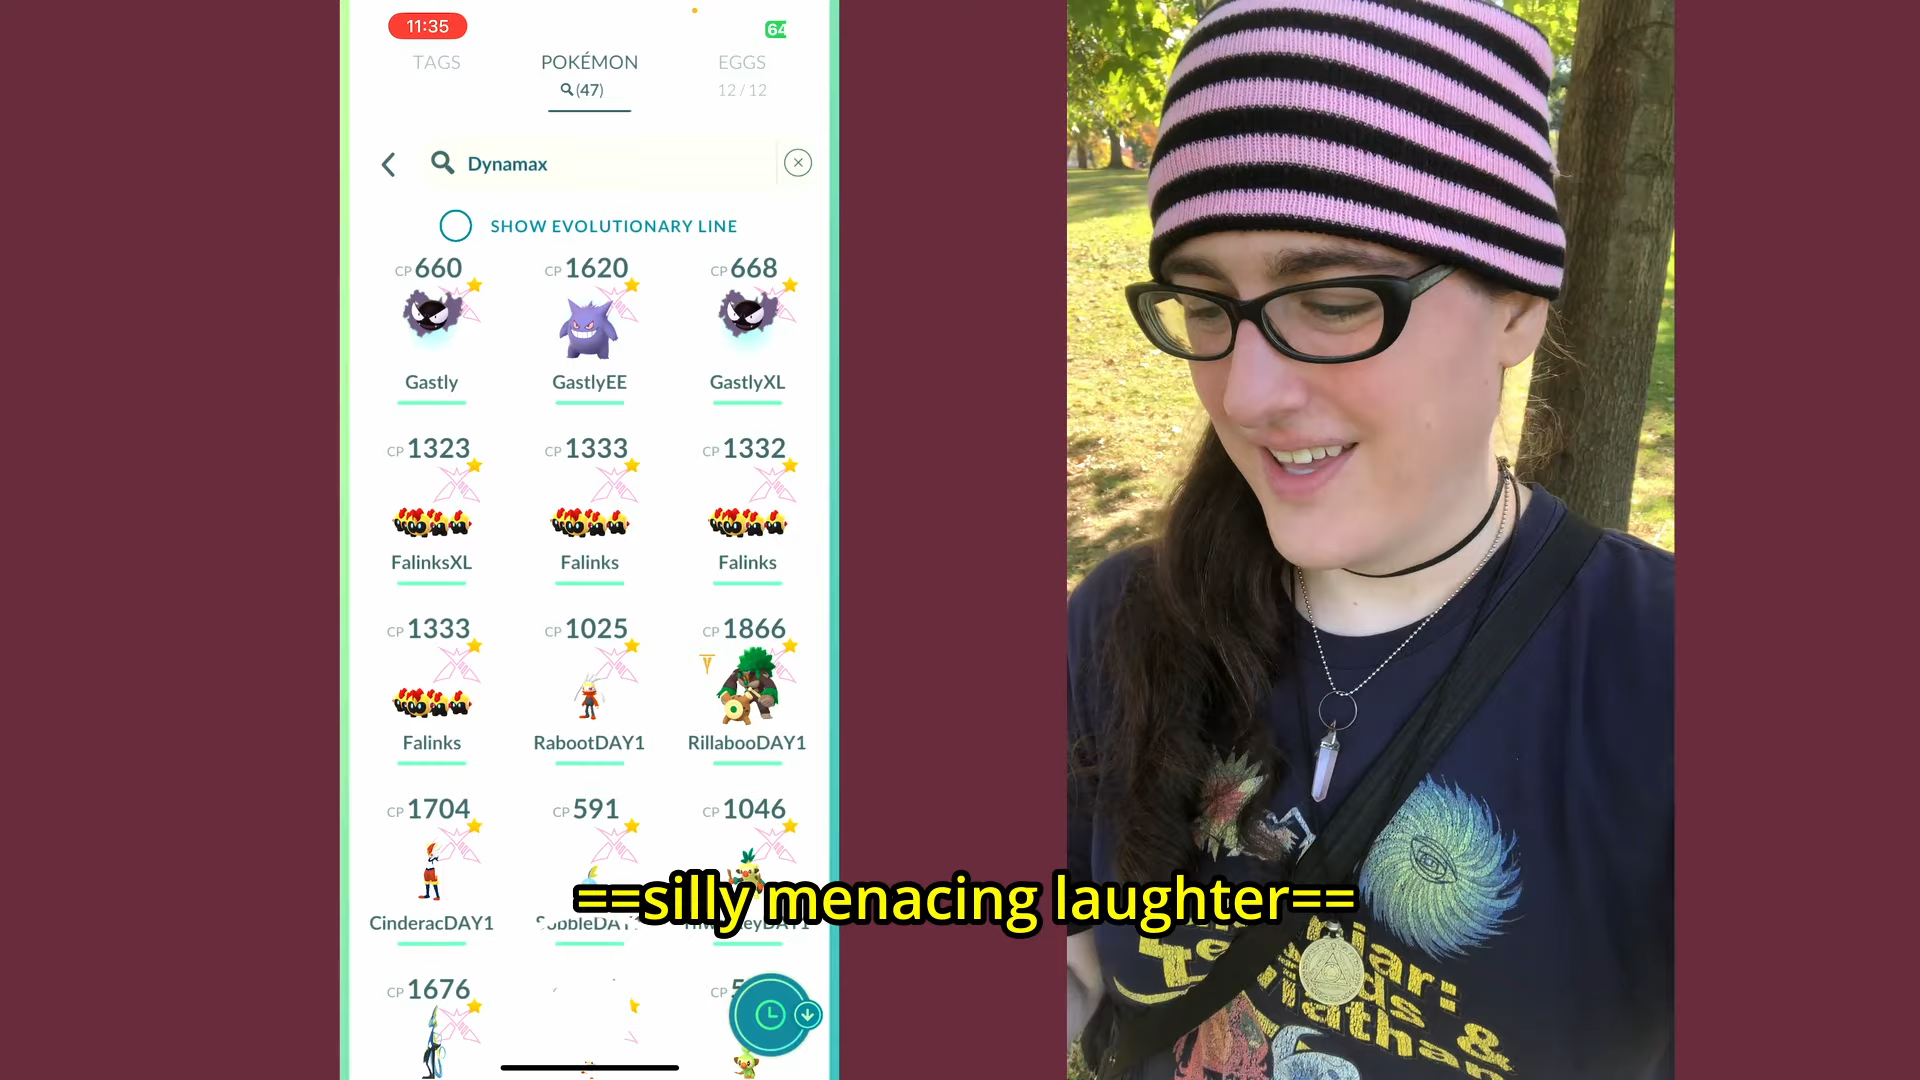 11:35
64
TAGS
POKÉMON
EGGS
(47)
12 / 12
Dynamax
SHOW EVOLUTIONARY LINE
CP 660
CP 1620
CP 668
Gastly
GastlyEE
GastlyXL
CP 1323
CP 1333
CP 1332
FalinksXL
Falinks
Falinks
CP 1333
CP 1025
CP 1866
Falinks
RabootDAY1
RillabooDAY1
CP 1704
CP 591
CP 1046
==silly menacing laughter==
CinderacDAY1
CP 1676
CP
&